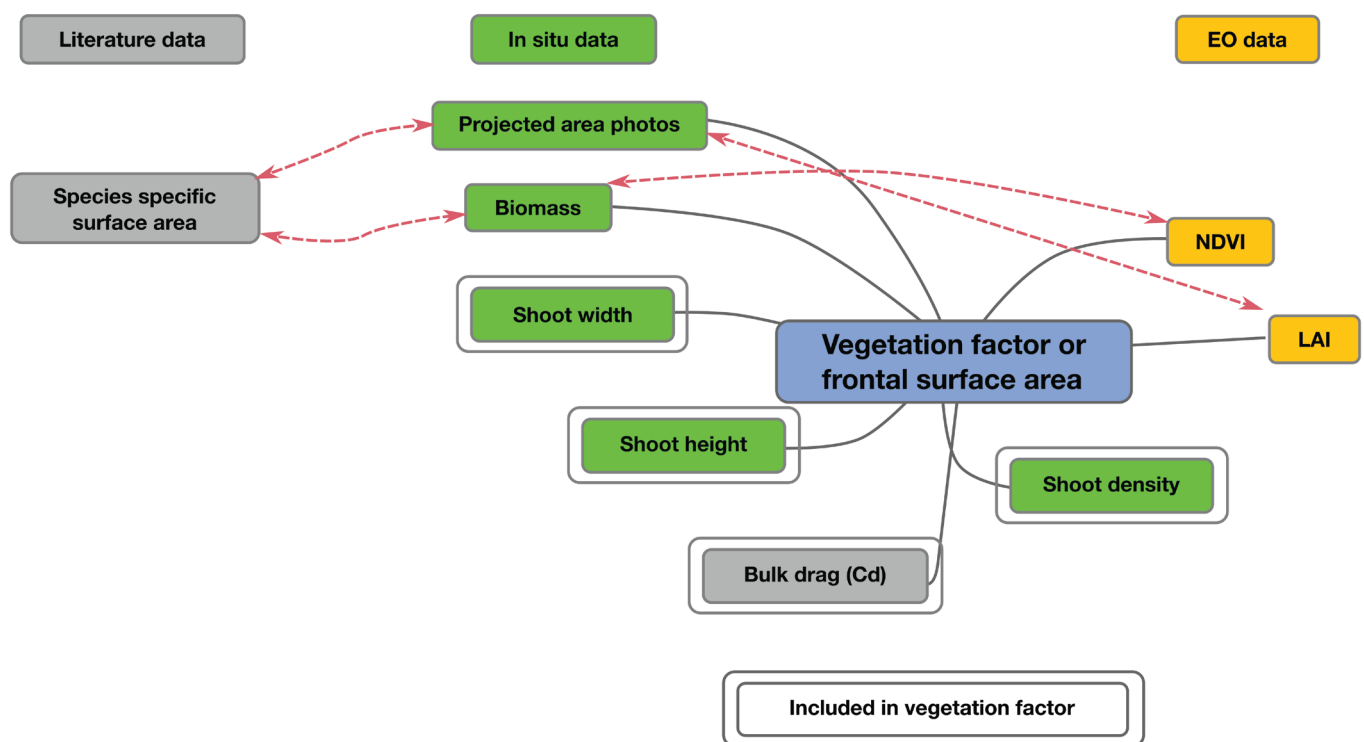 Literature data
In situ data
EO data
Projected area photos
Species specific
surface area
Biomass
NDVI
Shoot width
Vegetation factor or
frontal surface area
LAI
Shoot height
Shoot density
Bulk drag (Cd)
Included in vegetation factor